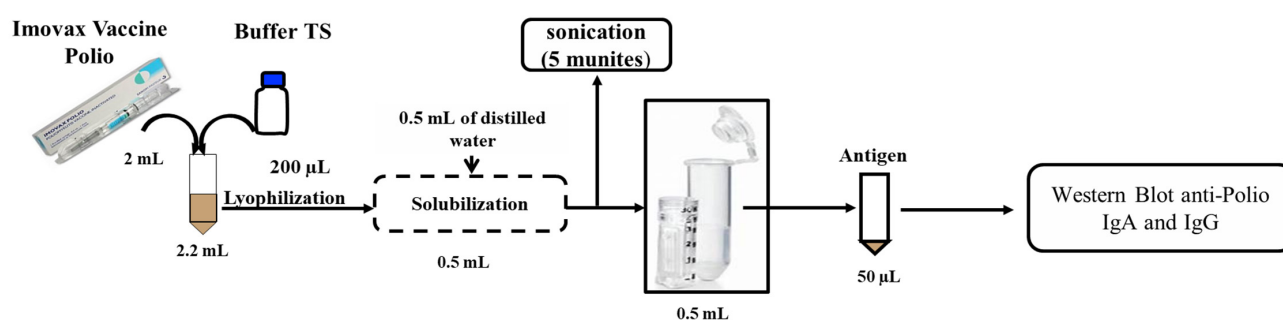 Imovax Vaccine
Polio
Buffer TS
sonication
(5 munites)
IMOVAX POLIO
2 mL
200 µL
0.5 mL of distilled
water
Antigen
Lyophilization
Solubilization
Western Blot anti-Polio
IgA and IgG
2.2 mL
0.5 mL
50 µL
0.5 mL